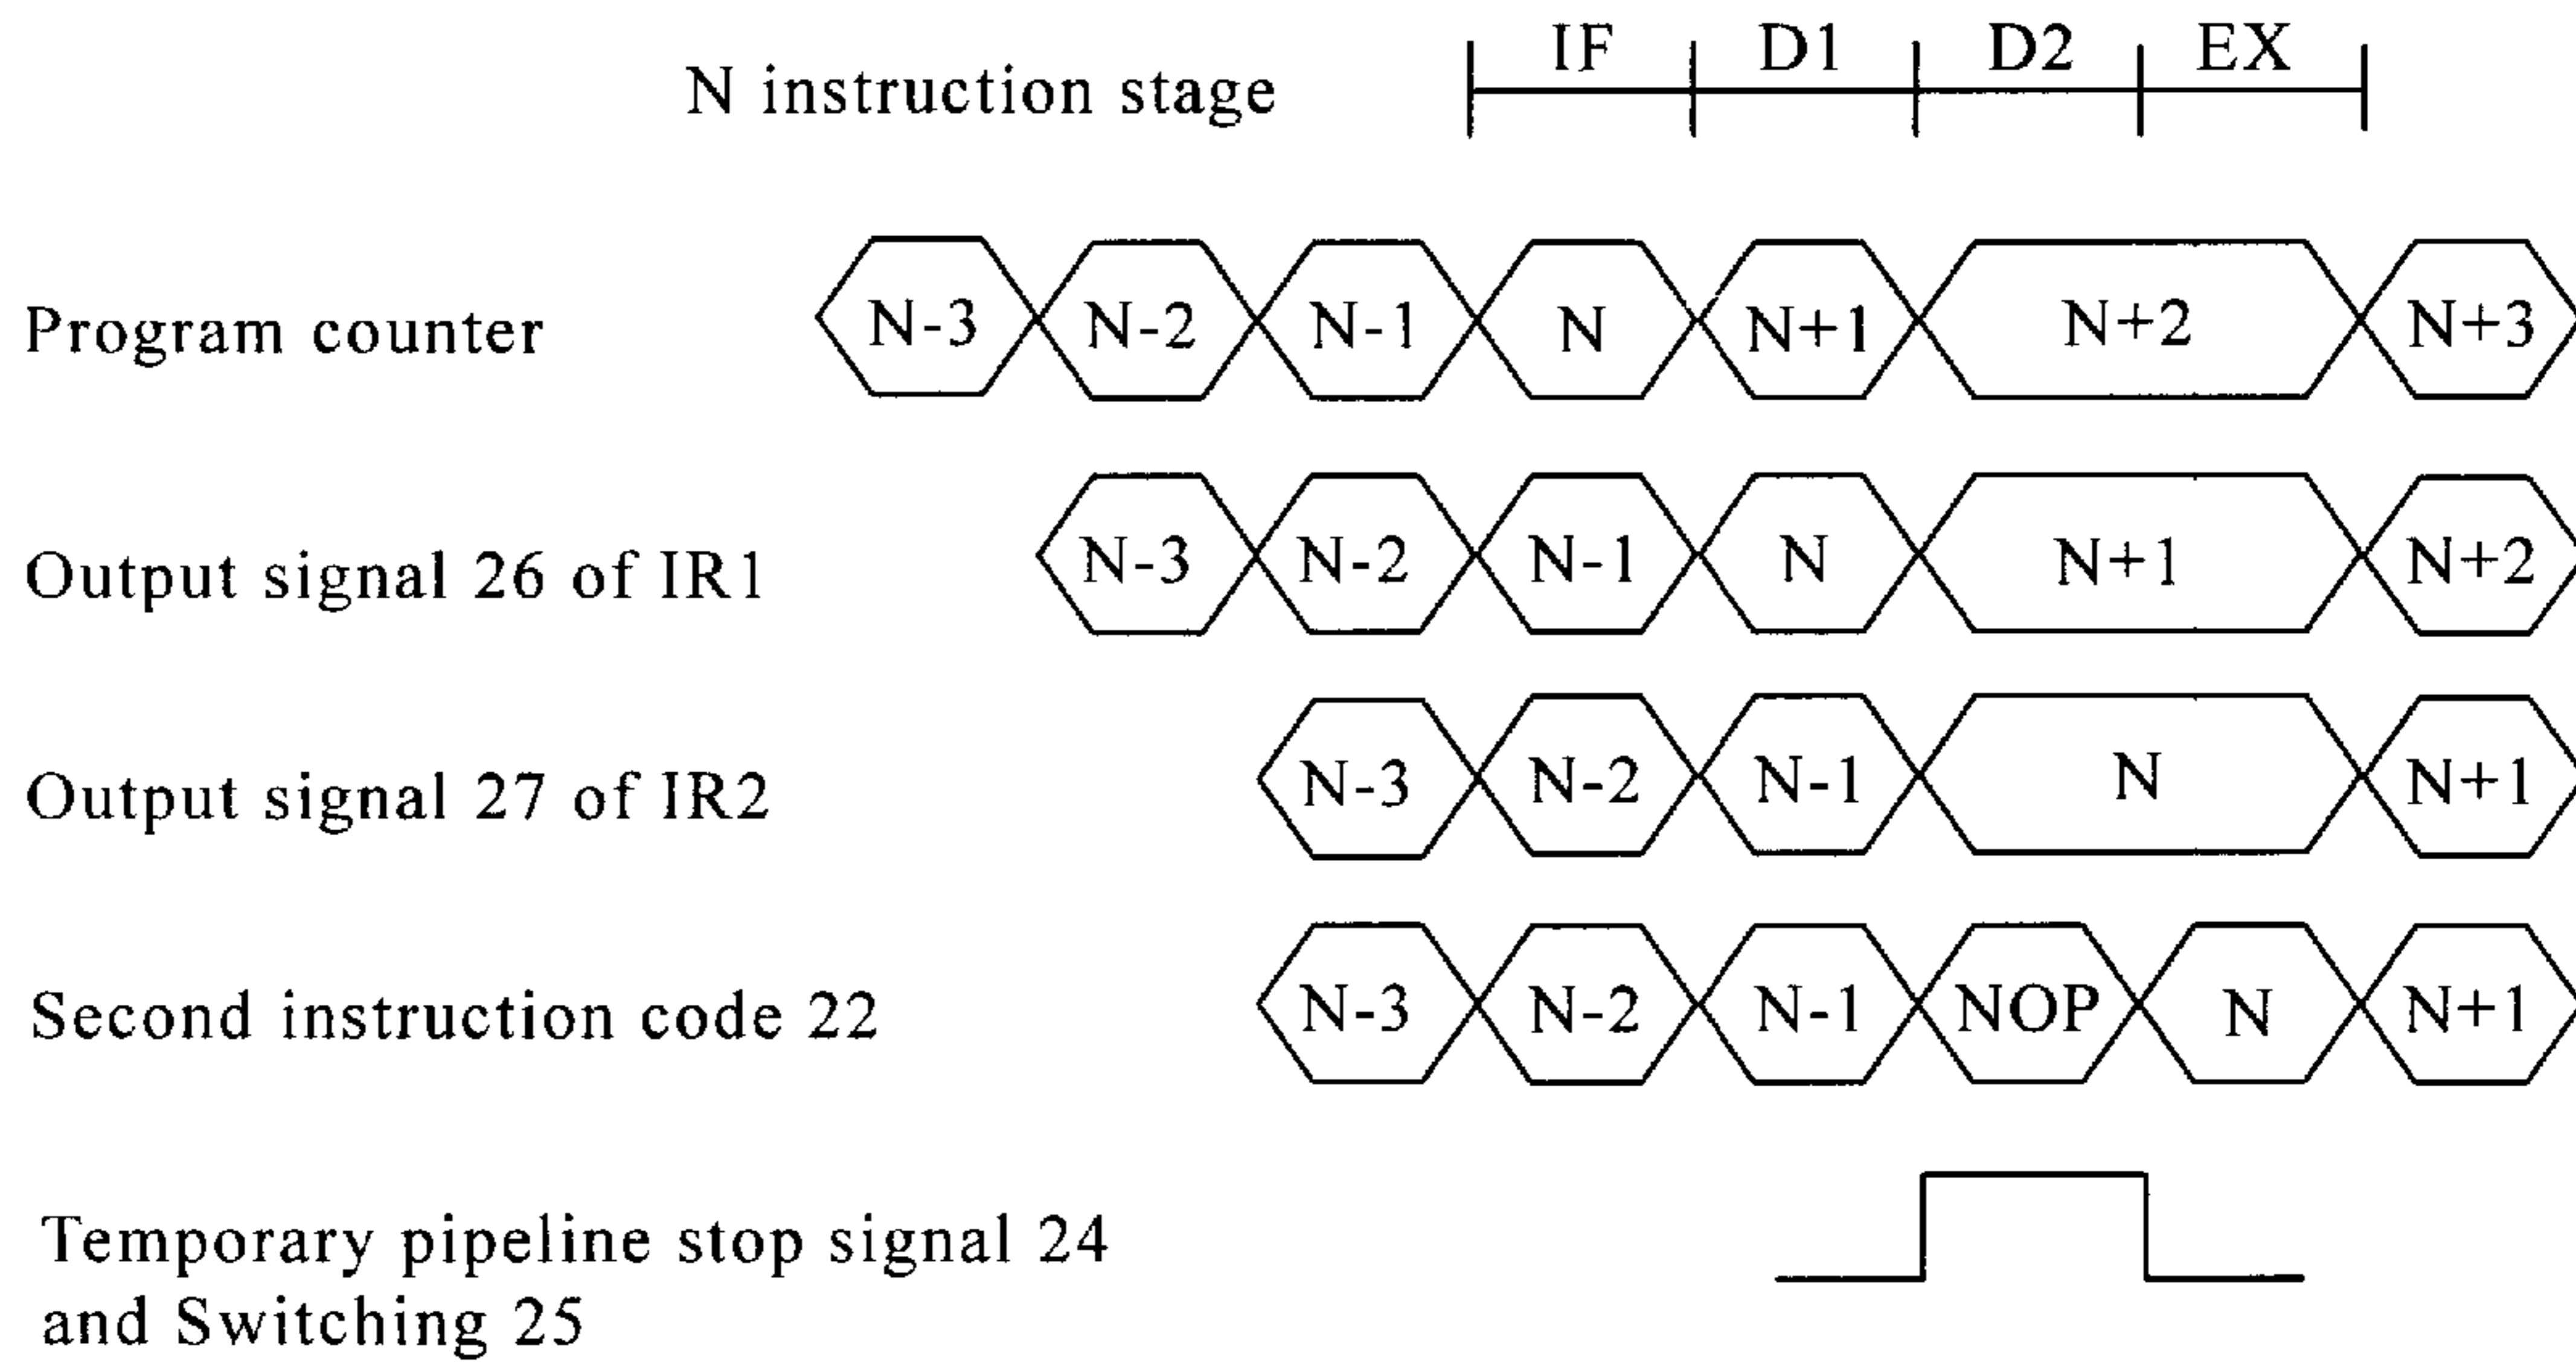 N instruction stage IF D1 D2 EX
Program counter N-3 N-2 N-1 N N+1 N+2 N+3
Output signal 26 of IR1 N-3 N-2 N-1 N N+1 N+2
Output signal 27 of IR2 N-3 N-2 N-1 N N+1
Second instruction code 22 N-3 N-2 N-1 NOP N N+1
Temporary pipeline stop signal 24
and Switching 25